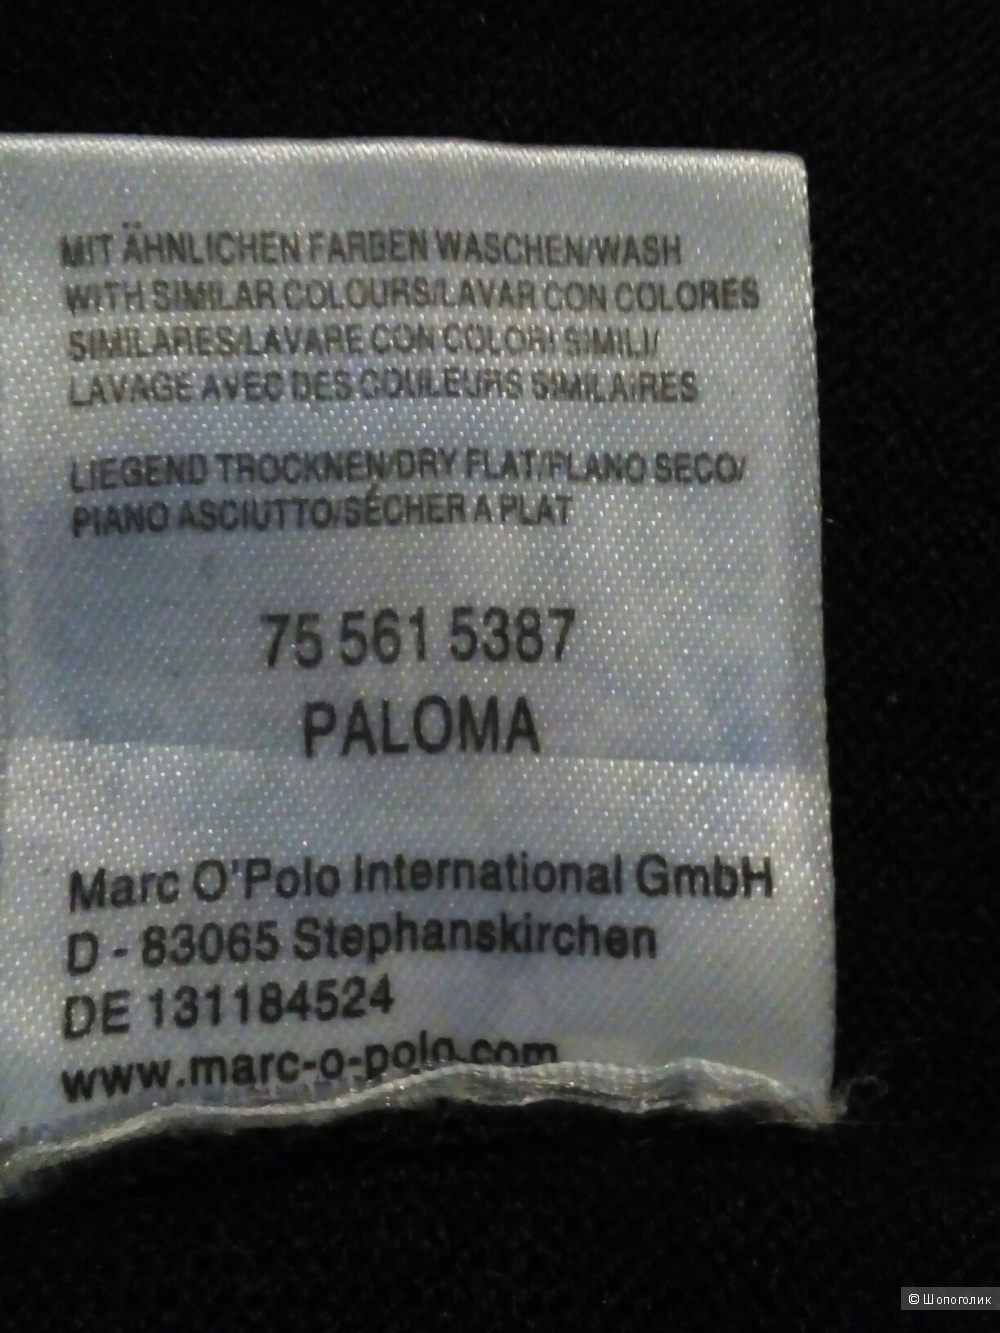 MIT ÄHNLICHEN FARBEN WASCHEN/WASH
WITH SIMILAR COLOURS/LAVAR CON COLORES
SIMILARES/LAVARE CON COLORI SIMILI/
LAVAGE AVEC DES COULEURS SIMILAIRES
LIEGEND TROCKNEN/DRY FLAT/PLANO SECO/
PIANO ASCIUTTO/SÉCHER A PLAT
75 561 5387
PALOMA
Marc O'Polo International GmbH
D - 83065 Stephanskirchen
DE 131184524
www.marc-o-polo.com
© Шопоголик